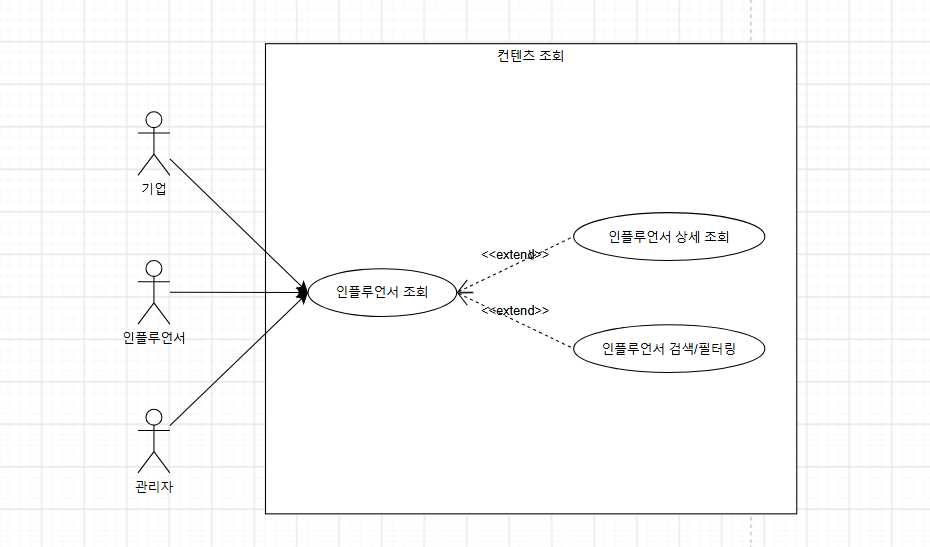 컨텐츠 조회
기업
인플루언서 상세 조회
<<extend>>
인플루언서 조회
<<extend>>
인플루언서
인플루언서 검색/필터링
관리자